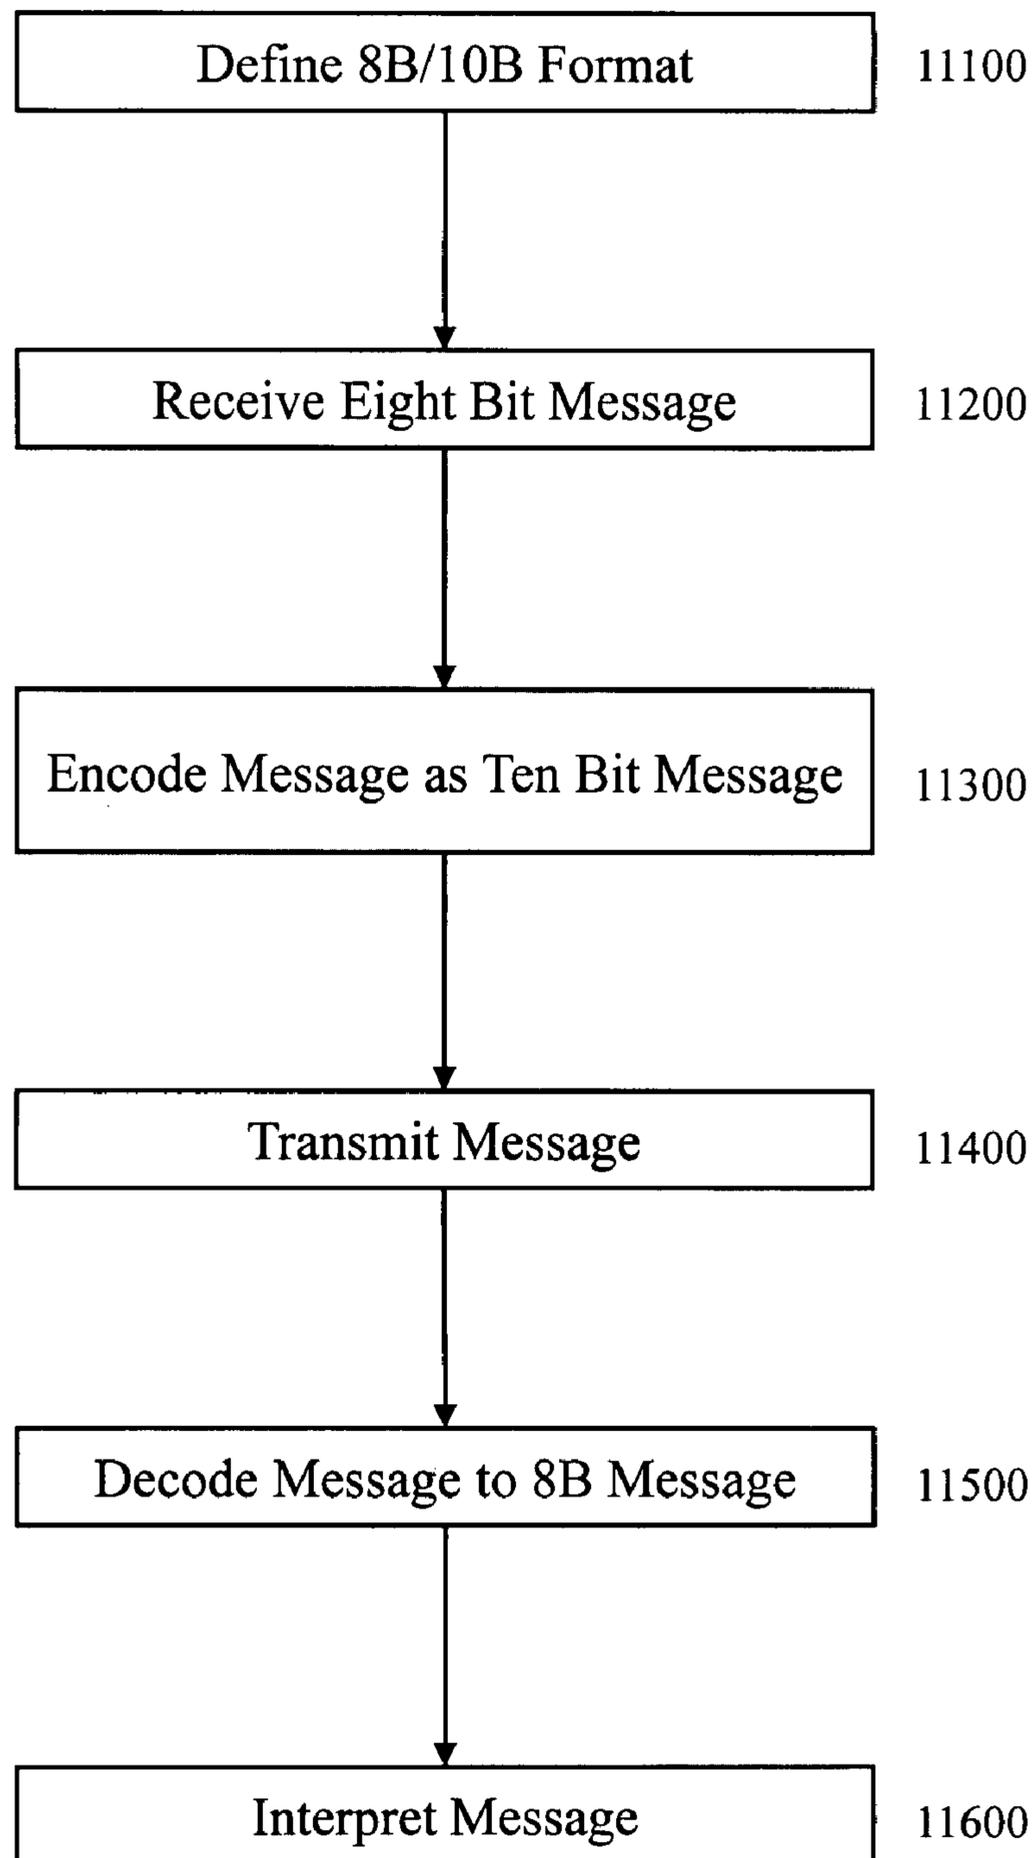 Define 8B/10B Format 11100
Receive Eight Bit Message 11200
Encode Message as Ten Bit Message 11300
Transmit Message 11400
Decode Message to 8B Message 11500
Interpret Message 11600